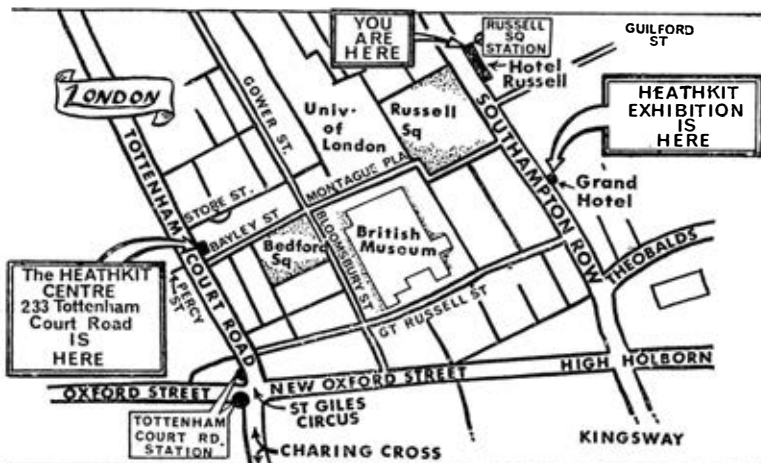 YOU
ARE
HERE
RUSSELL
SQ
STATION
GUILFORD
ST
Hotel
Russell
LONDON
GOWER ST.
Univ.
of
London
Russell
Sq
SOUTHAMPTON ROW
HEATHKIT
EXHIBITION
IS
HERE
TOTTENHAM COURT ROAD
STORE ST.
MONTAGUE PLA
Grand
Hotel
BAYLEY ST
Bedford
Sq
BLOOMSBURY ST
British
Museum
THEOBALDS
The HEATHKIT
CENTRE
233 Tottenham
Court Road
IS
HERE
PERCY
ST
GT RUSSELL ST
OXFORD STREET
NEW OXFORD STREET
HIGH HOLBORN
ST GILES
CIRCUS
TOTTENHAM
COURT RD.
STATION
CHARING CROSS
KINGSWAY